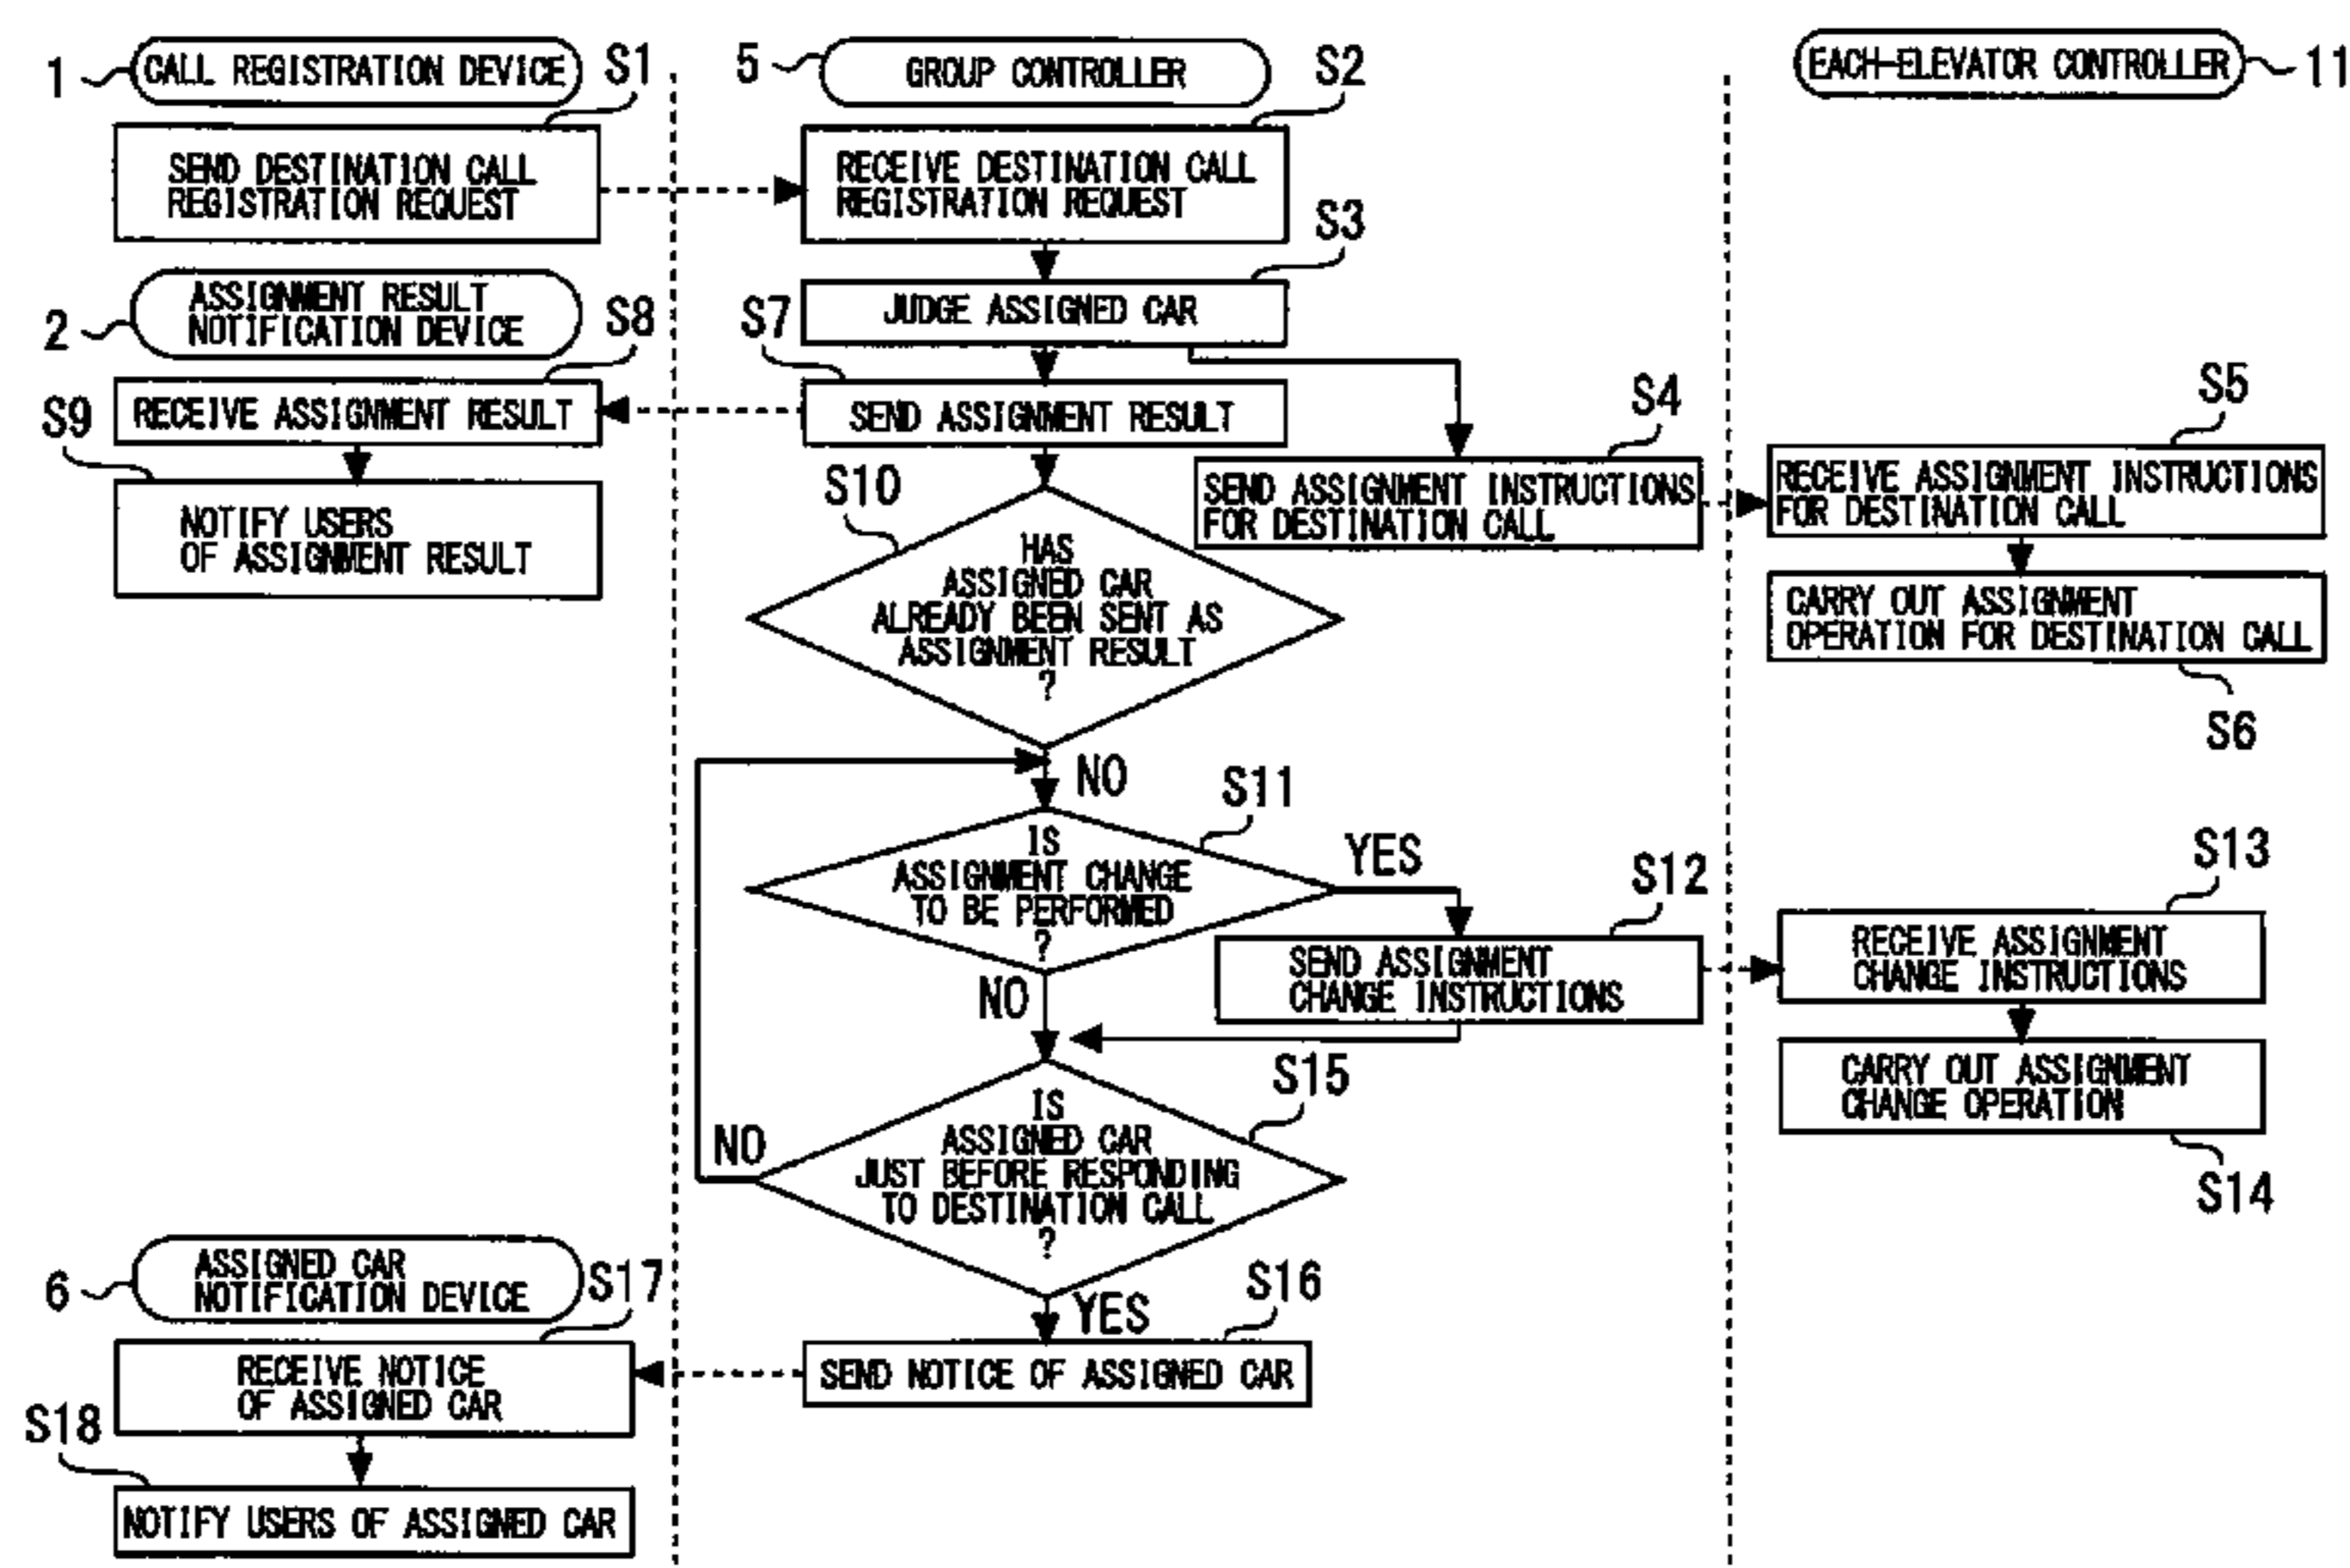 1
CALL REGISTRATION DEVICE
S1
SEND DESTINATION CALL
REGISTRATION REQUEST
2
ASSIGNMENT RESULT
NOTIFICATION DEVICE
S8
RECEIVE ASSIGNMENT RESULT
S9
NOTIFY USERS
OF ASSIGNMENT RESULT
6
ASSIGNED CAR
NOTIFICATION DEVICE
S17
RECEIVE NOTICE
OF ASSIGNED CAR
S18
NOTIFY USERS OF ASSIGNED CAR
5
GROUP CONTROLLER
S2
RECEIVE DESTINATION CALL
REGISTRATION REQUEST
S3
JUDGE ASSIGNED CAR
S7
SEND ASSIGNMENT RESULT
S4
SEND ASSIGNMENT INSTRUCTIONS
FOR DESTINATION CALL
S10
HAS
ASSIGNED CAR
ALREADY BEEN SENT AS
ASSIGNMENT RESULT
?
NO
S11
IS
ASSIGNMENT CHANGE
TO BE PERFORMED
?
YES
S12
SEND ASSIGNMENT
CHANGE INSTRUCTIONS
NO
S15
IS
ASSIGNED CAR
JUST BEFORE RESPONDING
TO DESTINATION CALL
?
NO
YES
S16
SEND NOTICE OF ASSIGNED CAR
EACH-ELEVATOR CONTROLLER
11
S5
RECEIVE ASSIGNMENT INSTRUCTIONS
FOR DESTINATION CALL
CARRY OUT ASSIGNMENT
OPERATION FOR DESTINATION CALL
S6
S13
RECEIVE ASSIGNMENT
CHANGE INSTRUCTIONS
CARRY OUT ASSIGNMENT
CHANGE OPERATION
S14